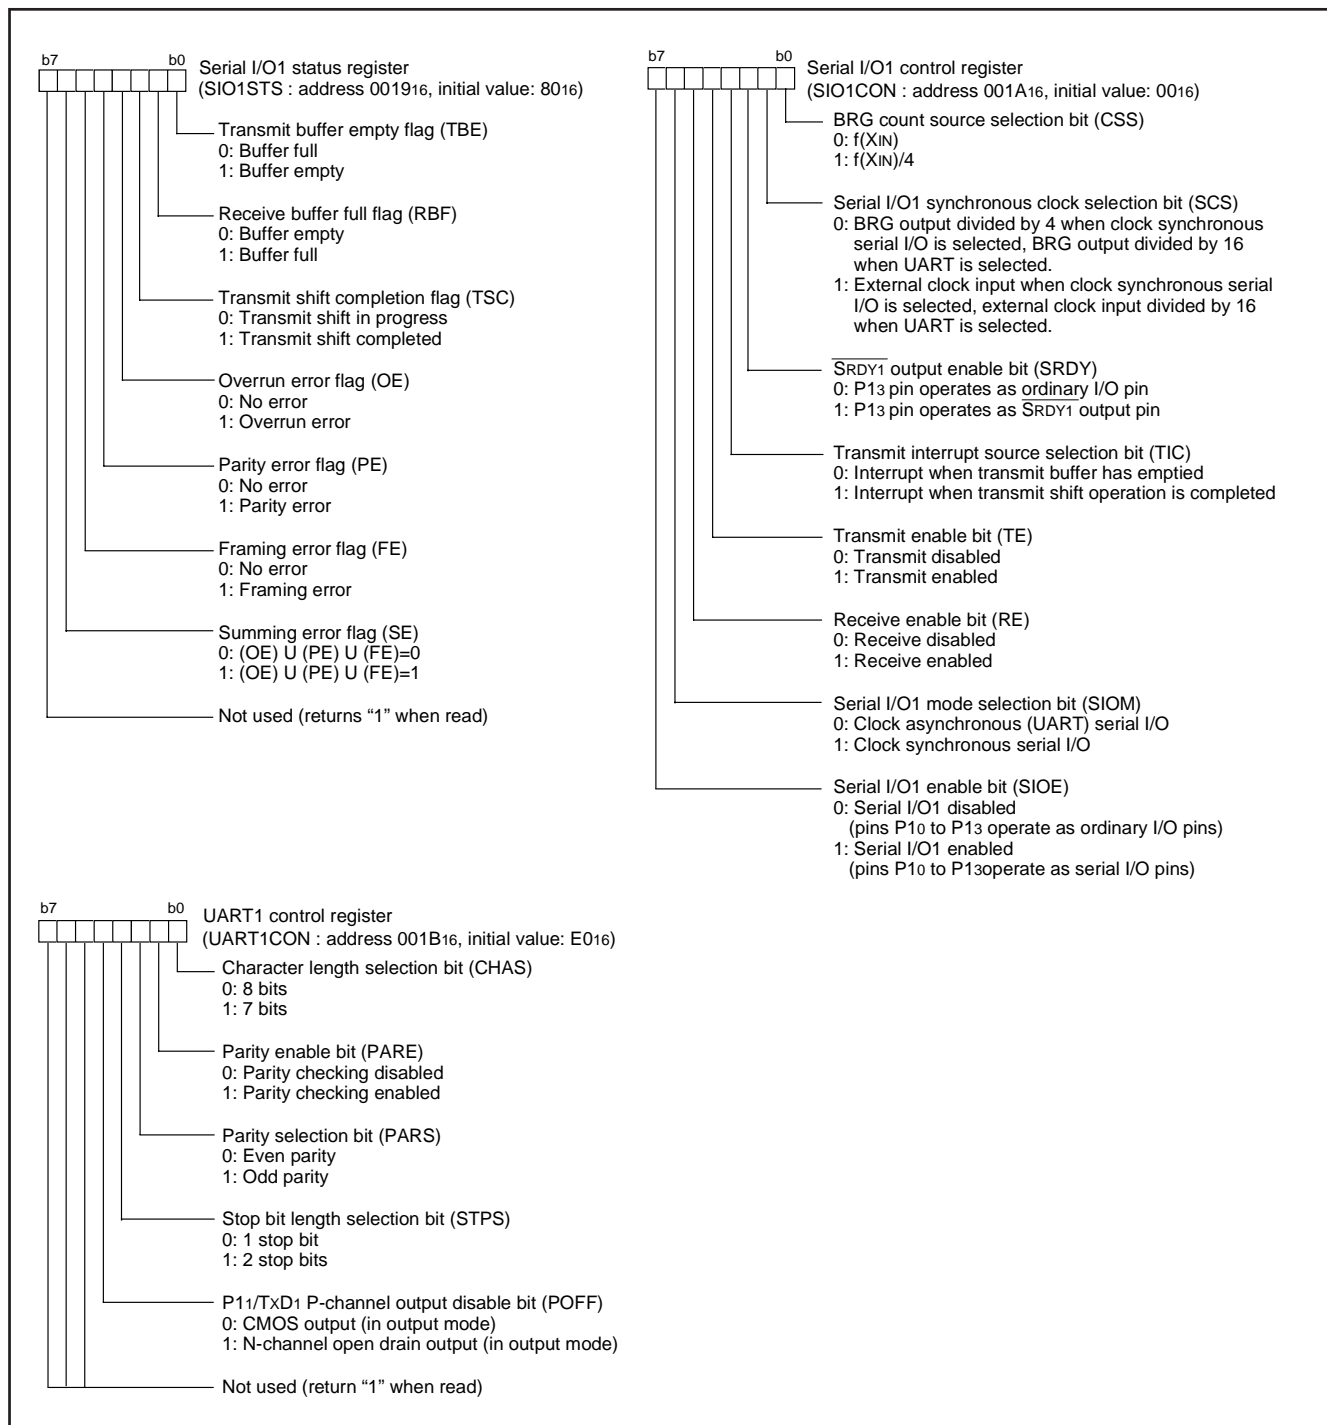 b7 b0
Serial I/O1 status register
(SIO1STS : address 001916, initial value: 8016)
Transmit buffer empty flag (TBE)
0: Buffer full
1: Buffer empty
Receive buffer full flag (RBF)
0: Buffer empty
1: Buffer full
Transmit shift completion flag (TSC)
0: Transmit shift in progress
1: Transmit shift completed
Overrun error flag (OE)
0: No error
1: Overrun error
Parity error flag (PE)
0: No error
1: Parity error
Framing error flag (FE)
0: No error
1: Framing error
Summing error flag (SE)
0: (OE) U (PE) U (FE)=0
1: (OE) U (PE) U (FE)=1
Not used (returns “1” when read)
b7 b0
Serial I/O1 control register
(SIO1CON : address 001A16, initial value: 0016)
BRG count source selection bit (CSS)
0: f(XIN)
1: f(XIN)/4
Serial I/O1 synchronous clock selection bit (SCS)
0: BRG output divided by 4 when clock synchronous
serial I/O is selected, BRG output divided by 16
when UART is selected.
1: External clock input when clock synchronous serial
I/O is selected, external clock input divided by 16
when UART is selected.
SRDY1 output enable bit (SRDY)
0: P13 pin operates as ordinary I/O pin
1: P13 pin operates as SRDY1 output pin
Transmit interrupt source selection bit (TIC)
0: Interrupt when transmit buffer has emptied
1: Interrupt when transmit shift operation is completed
Transmit enable bit (TE)
0: Transmit disabled
1: Transmit enabled
Receive enable bit (RE)
0: Receive disabled
1: Receive enabled
Serial I/O1 mode selection bit (SIOM)
0: Clock asynchronous (UART) serial I/O
1: Clock synchronous serial I/O
Serial I/O1 enable bit (SIOE)
0: Serial I/O1 disabled
(pins P10 to P13 operate as ordinary I/O pins)
1: Serial I/O1 enabled
(pins P10 to P13operate as serial I/O pins)
b7 b0
UART1 control register
(UART1CON : address 001B16, initial value: E016)
Character length selection bit (CHAS)
0: 8 bits
1: 7 bits
Parity enable bit (PARE)
0: Parity checking disabled
1: Parity checking enabled
Parity selection bit (PARS)
0: Even parity
1: Odd parity
Stop bit length selection bit (STPS)
0: 1 stop bit
1: 2 stop bits
P11/TXD1 P-channel output disable bit (POFF)
0: CMOS output (in output mode)
1: N-channel open drain output (in output mode)
Not used (return “1” when read)